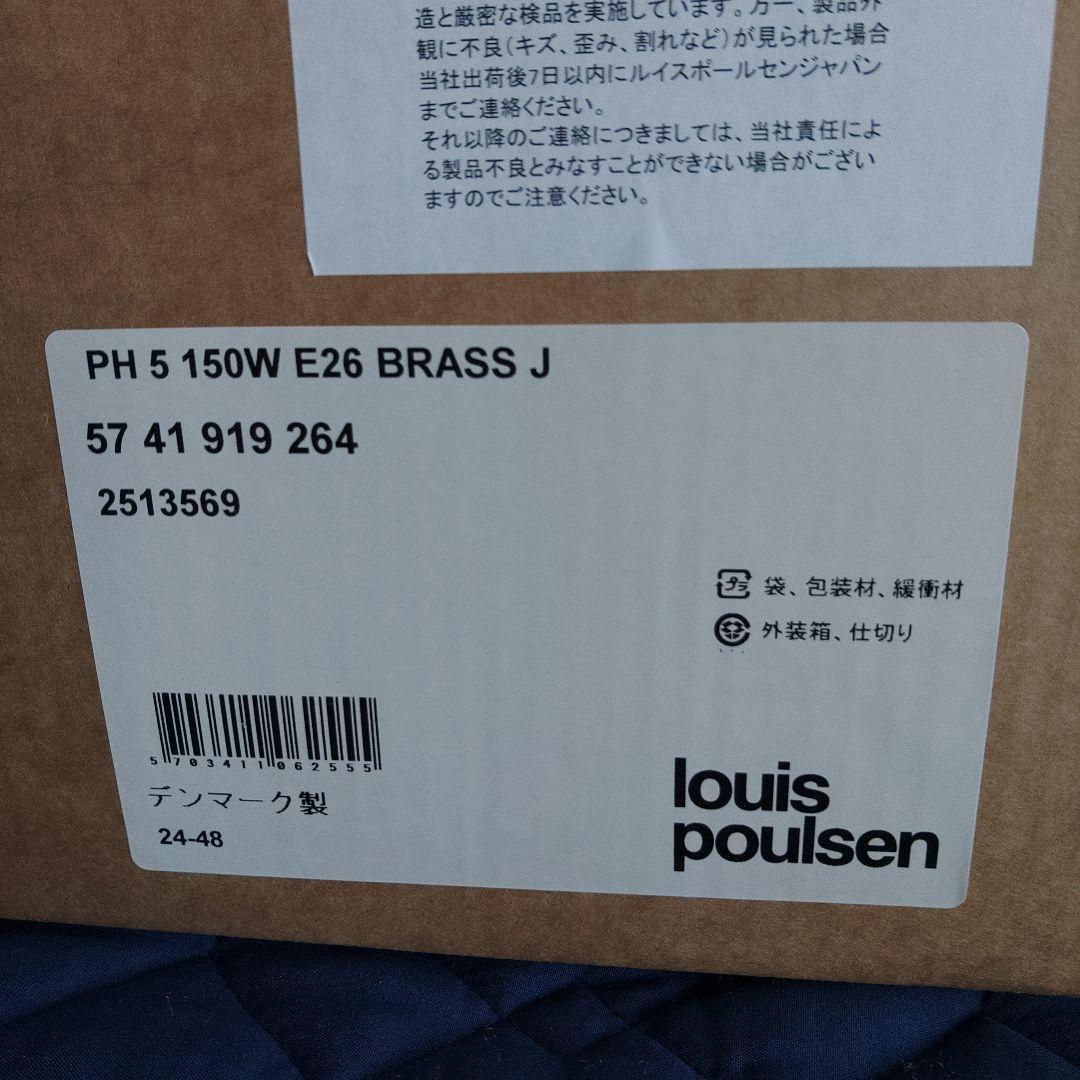 造と厳密な検品を実施しています。万一、製品外
観に不良(キズ、歪み、割れなど)が見られた場合
当社出荷後7日以内にルイスポールセンジャパン
までご連絡ください。
それ以降のご連絡につきましては、当社責任によ
る製品不良とみなすことができない場合がござい
ますのでご注意ください。
PH 5 150W E26 BRASS J
57 41 919 264
2513569
プラ 袋、包装材、緩衝材
外装箱、仕切り
5 703411 062555
デンマーク製
24-48
louis
poulsen